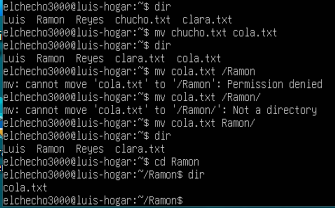 elchecho3000@luis-hogar:~$ dir
Luis  Ramon  Reyes  chucho.txt  clara.txt
elchecho3000@luis-hogar:~$ mv chucho.txt cola.txt
elchecho3000@luis-hogar:~$ dir
Luis  Ramon  Reyes  clara.txt  cola.txt
elchecho3000@luis-hogar:~$ mv cola.txt /Ramon
mv: cannot move 'cola.txt' to '/Ramon': Permission denied
elchecho3000@luis-hogar:~$ mv cola.txt /Ramon/
mv: cannot move 'cola.txt' to '/Ramon/': Not a directory
elchecho3000@luis-hogar:~$ mv cola.txt Ramon/
elchecho3000@luis-hogar:~$ dir
Luis  Ramon  Reyes  clara.txt
elchecho3000@luis-hogar:~$ cd Ramon
elchecho3000@luis-hogar:~/Ramon$ dir
cola.txt
elchecho3000@luis-hogar:~/Ramon$